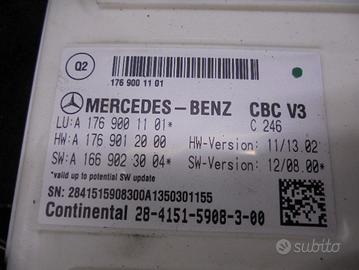 Q2
176 900 11 01
MERCEDES-BENZ CBC V3
LU:A 176 900 11 01* C 246
HW:A 176 901 20 00 HW-Version: 11/13.02
SW:A 166 902 30 04* SW-Version: 12/08.00*
*valid up to potential SW update
SN: 2841515908300A1350301155
Continental 28-4151-5908-3-00
subito